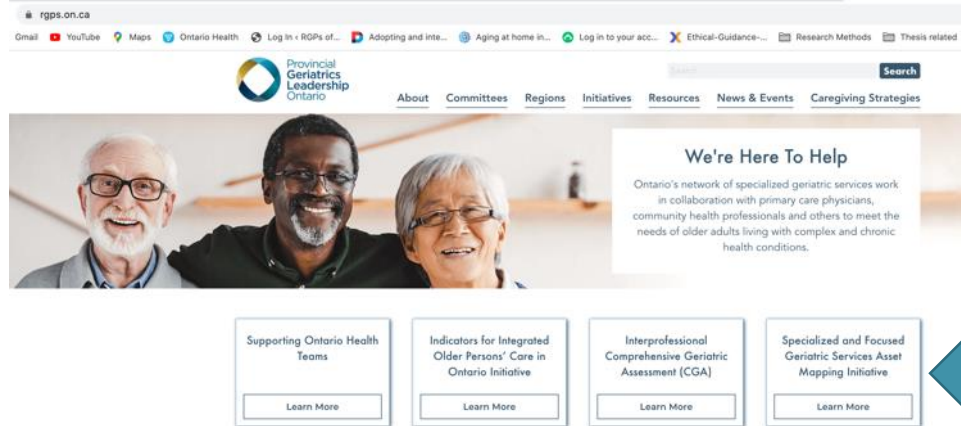 rgps.on.ca
Gmail YouTube Maps Ontario Health Log In ‹ RGPs of... Adopting and inte... Aging at home in... Log in to your acc... Ethical-Guidance-... Research Methods Thesis related
Provincial
Geriatrics
Leadership
Ontario
Search
Search
About Committees Regions Initiatives Resources News & Events Caregiving Strategies
We're Here To Help
Ontario's network of specialized geriatric services work
in collaboration with primary care physicians,
community health professionals and others to meet the
needs of older adults living with complex and chronic
health conditions.
Supporting Ontario Health
Teams
Learn More
Indicators for Integrated
Older Persons' Care in
Ontario Initiative
Learn More
Interprofessional
Comprehensive Geriatric
Assessment (CGA)
Learn More
Specialized and Focused
Geriatric Services Asset
Mapping Initiative
Learn More